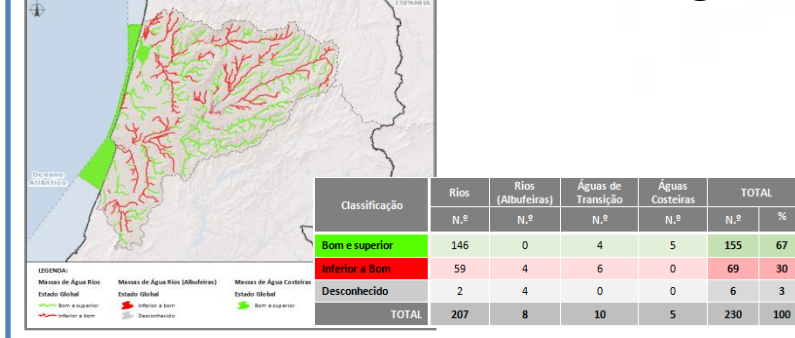 ESPANHA
Oceano
Atlântico
LEGENDA:
Massas de Água Rios
Estado Global
Bom e superior
Inferior a bom
Massas de Água Rios (Albufeiras)
Estado Global
Inferior a bom
Desconhecido
Massas de Água Costeiras
Estado Global
Bom e superior
Classificação Rios Rios (Albufeiras) Águas de Transição Águas Costeiras TOTAL
N.º N.º N.º N.º N.º %
Bom e superior 146 0 4 5 155 67
Inferior a Bom 59 4 6 0 69 30
Desconhecido 2 4 0 0 6 3
TOTAL 207 8 10 5 230 100